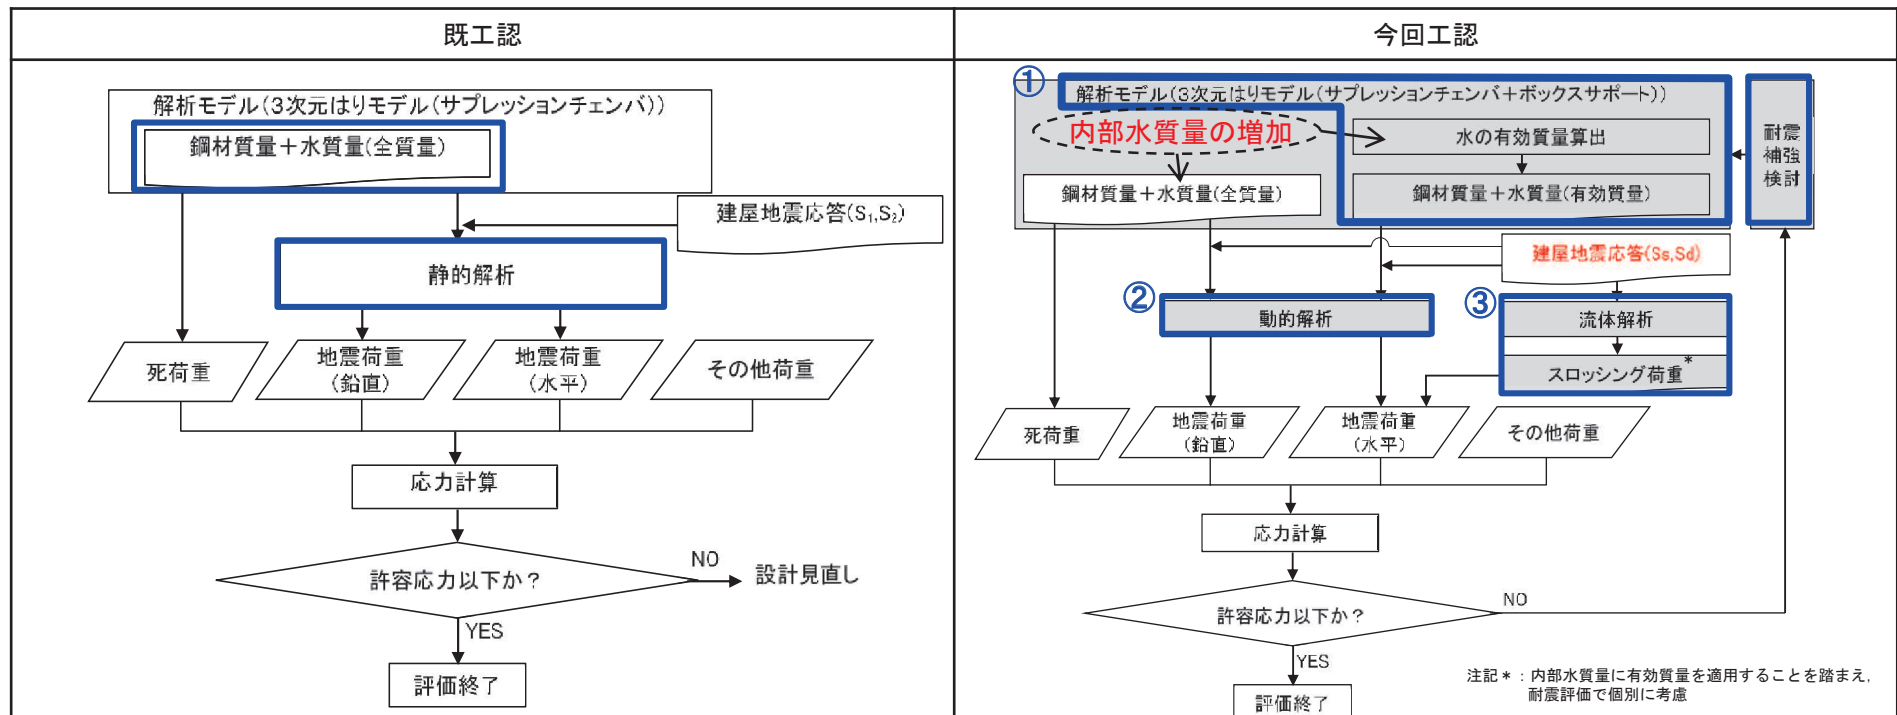 既工認
解析モデル(3次元はりモデル(サプレッションチェンバ))
鋼材質量+水質量(全質量)
建屋地震応答(S₁,S₂)
静的解析
死荷重
地震荷重
(鉛直)
地震荷重
(水平)
その他荷重
応力計算
許容応力以下か?
NO
設計見直し
YES
評価終了
今回工認
①
解析モデル(3次元はりモデル(サプレッションチェンバ+ボックスサポート))
内部水質量の増加
水の有効質量算出
鋼材質量+水質量(全質量)
鋼材質量+水質量(有効質量)
耐震
補強
検討
建屋地震応答(Ss,Sd)
②
動的解析
③
流体解析
スロッシング荷重*
死荷重
地震荷重
(鉛直)
地震荷重
(水平)
その他荷重
応力計算
許容応力以下か?
NO
YES
評価終了
注記*:内部水質量に有効質量を適用することを踏まえ,
耐震評価で個別に考慮